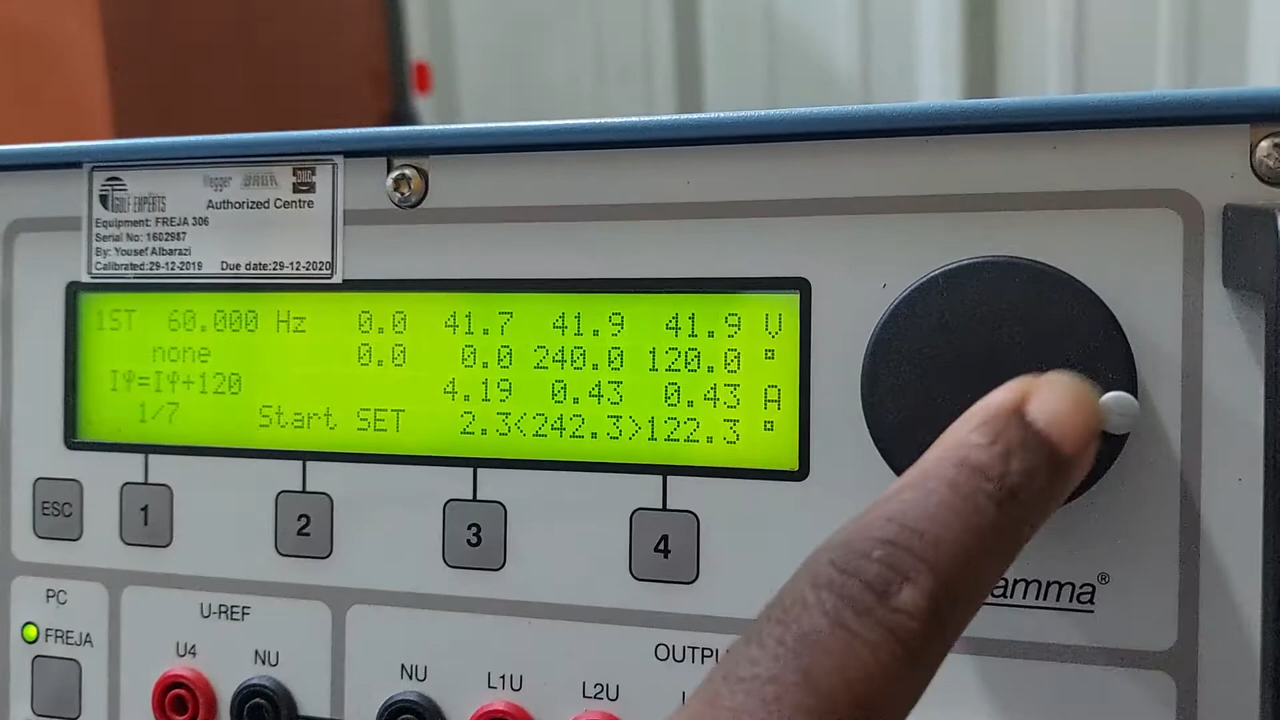 GULF EXPERTS Megger BAUR
Authorized Centre
Equipment: FREJA 306
Serial No: 1602987
By: Yousef Albarazi
Calibrated:29-12-2019 Due date:29-12-2020
1ST 60.000 Hz 0.0 41.7 41.9 41.9 V
none 0.0 0.0 240.0 120.0 °
Iφ=Iφ+120 4.19 0.43 0.43 A
1/7 Start SET 2.3<242.3>122.3 °
ESC 1 2 3 4
amma®
PC
FREJA
U-REF
U4 NU
OUTPU
NU L1U L2U L